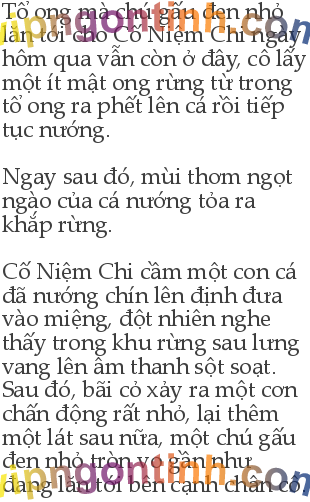 Tổ ong mà chú gấu đen nhỏ
lăn tới cho Cố Niệm Chi ngày
hôm qua vẫn còn ở đây, cô lấy
một ít mật ong rừng từ trong
tổ ong ra phết lên cá rồi tiếp
tục nướng.
Ngay sau đó, mùi thơm ngọt
ngào của cá nướng tỏa ra
khắp rừng.
Cố Niệm Chi cầm một con cá
đã nướng chín lên định đưa
vào miệng, đột nhiên nghe
thấy trong khu rừng sau lưng
vang lên âm thanh sột soạt.
Sau đó, bãi cỏ xảy ra một cơn
chấn động rất nhỏ, lại thêm
một lát sau nữa, một chú gấu
đen nhỏ tròn vo gần như
đang lăn tới bên cạnh chân cô